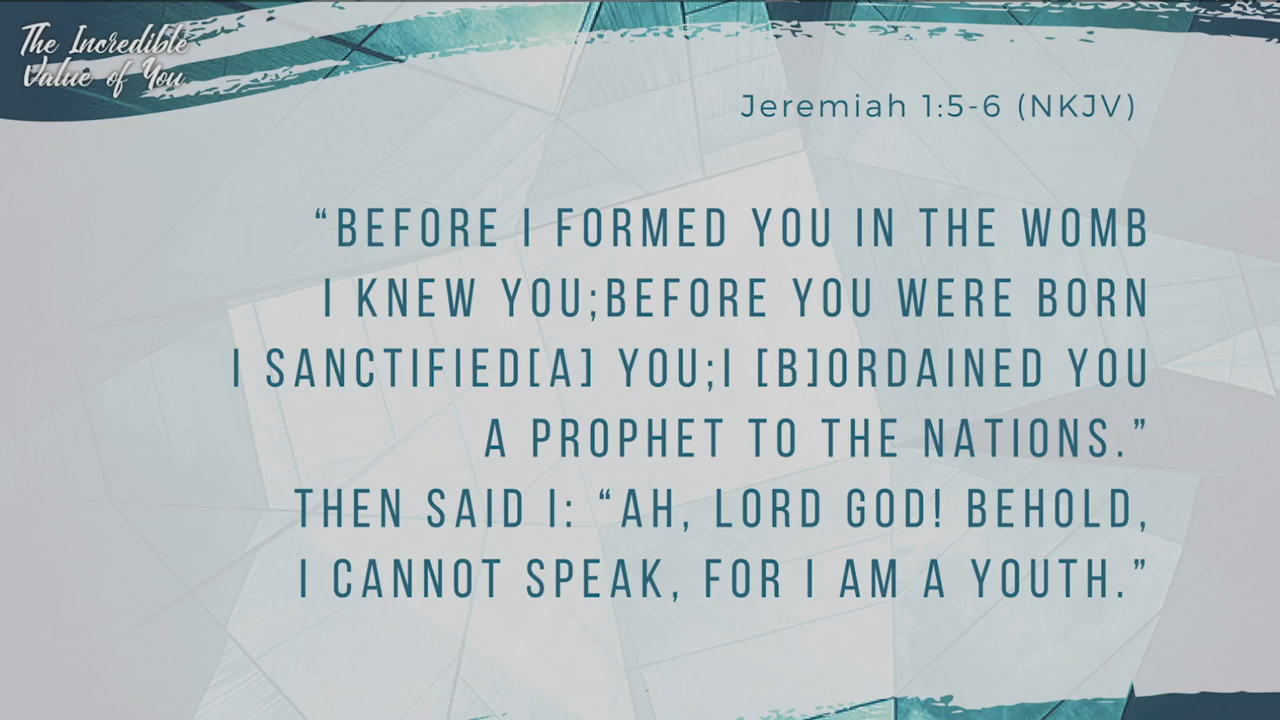 The Incredible
Value of You
Jeremiah 1:5-6 (NKJV)
“BEFORE I FORMED YOU IN THE WOMB
I KNEW YOU;BEFORE YOU WERE BORN
I SANCTIFIED[A] YOU;I [B]ORDAINED YOU
A PROPHET TO THE NATIONS.”
THEN SAID I: “AH, LORD GOD! BEHOLD,
I CANNOT SPEAK, FOR I AM A YOUTH.”